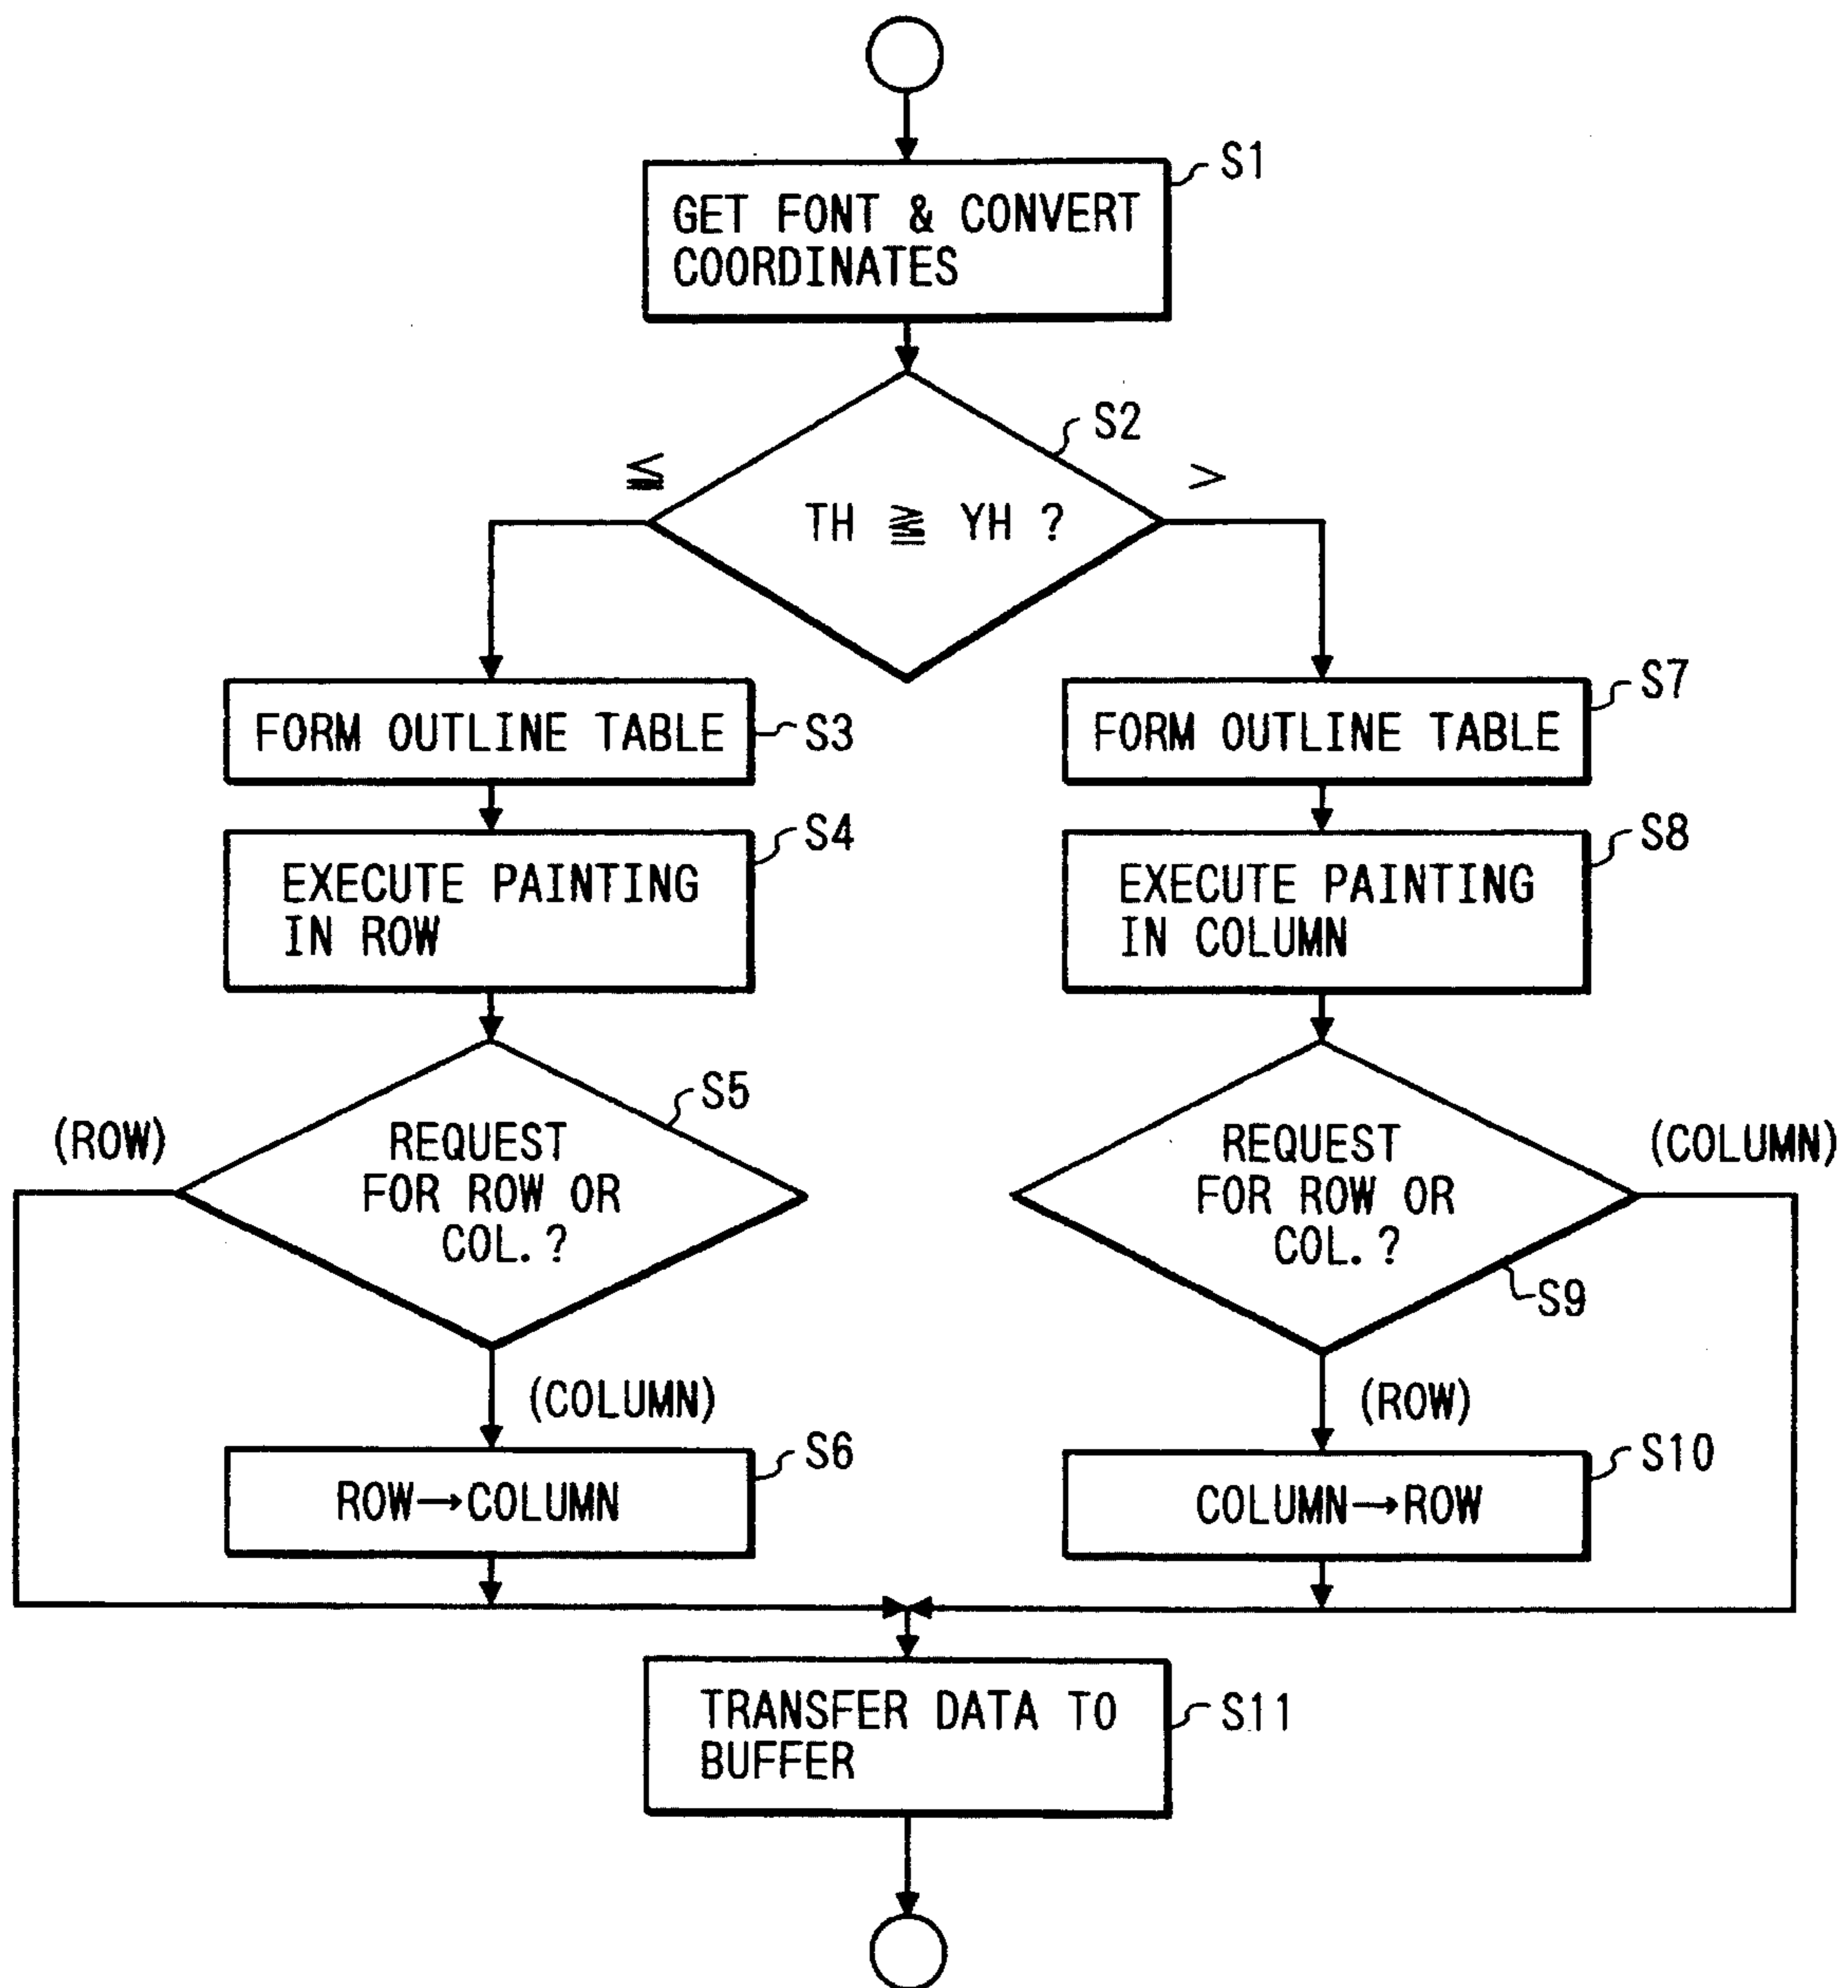 S1
GET FONT & CONVERT
COORDINATES
S2
≦
>
TH ≧ YH ?
FORM OUTLINE TABLE
S3
EXECUTE PAINTING
IN ROW
S4
REQUEST
FOR ROW OR
COL. ?
S5
(ROW)
(COLUMN)
ROW→COLUMN
S6
FORM OUTLINE TABLE
S7
EXECUTE PAINTING
IN COLUMN
S8
REQUEST
FOR ROW OR
COL. ?
S9
(COLUMN)
(ROW)
COLUMN→ROW
S10
TRANSFER DATA TO
BUFFER
S11